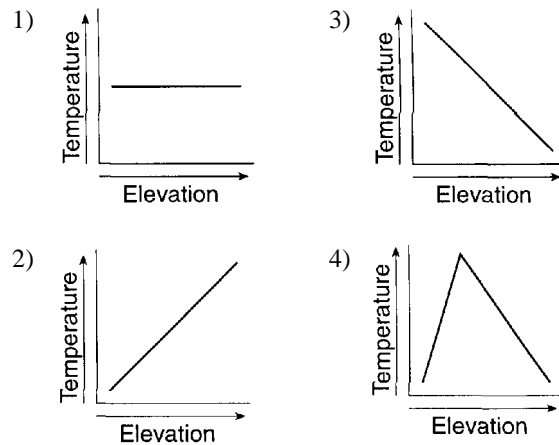 1)
Temperature
Elevation
2)
Temperature
Elevation
3)
Temperature
Elevation
4)
Temperature
Elevation